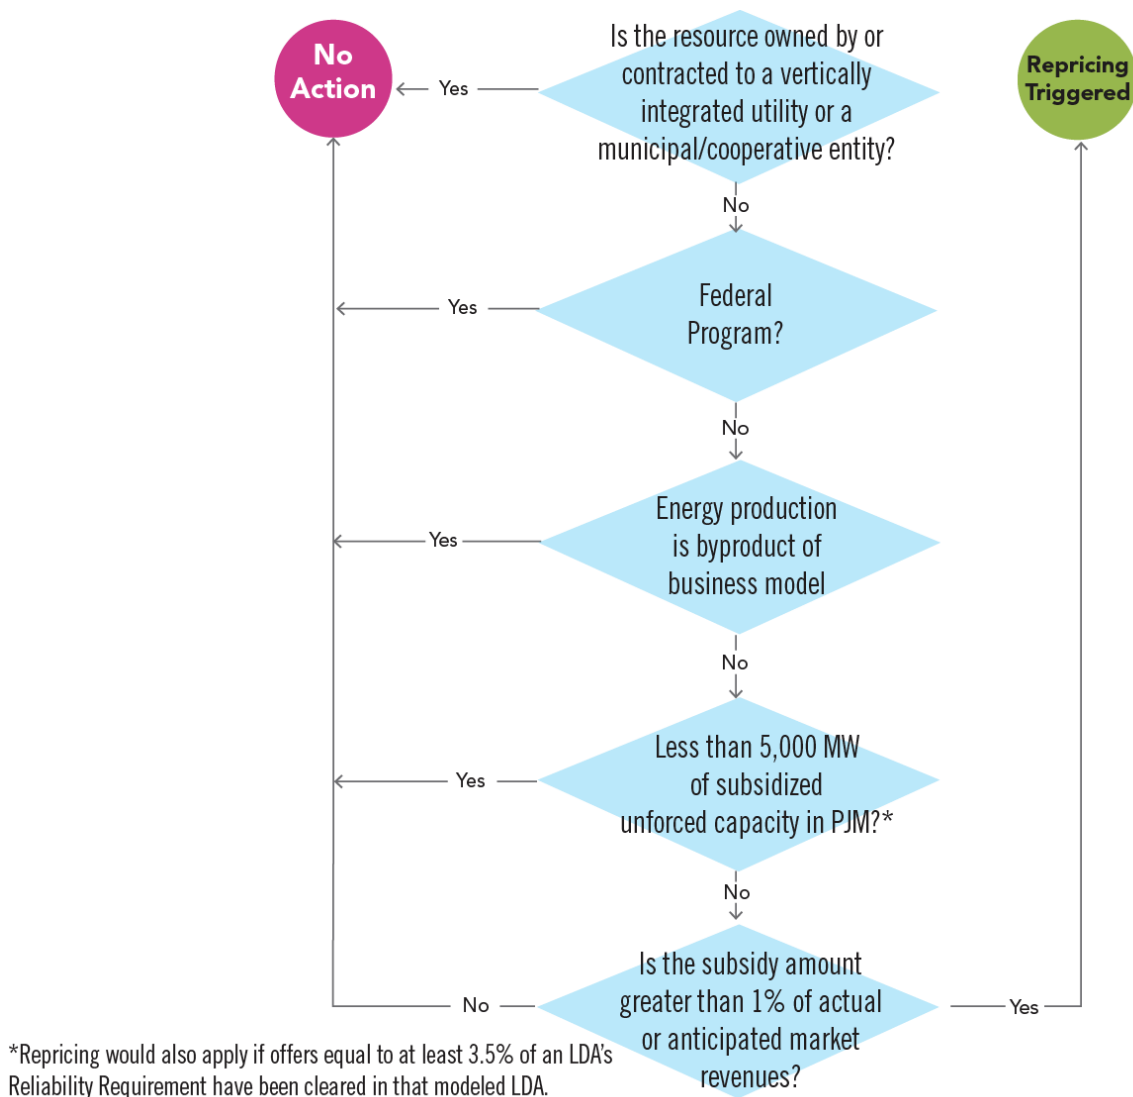 No
Action
Yes
Is the resource owned by or
contracted to a vertically
integrated utility or a
municipal/cooperative entity?
Repricing
Triggered
No
Yes
Federal
Program?
No
Yes
Energy production
is byproduct of
business model
No
Yes
Less than 5,000 MW
of subsidized
unforced capacity in PJM?*
No
No
Is the subsidy amount
greater than 1% of actual
or anticipated market
revenues?
Yes
*Repricing would also apply if offers equal to at least 3.5% of an LDA's
Reliability Requirement have been cleared in that modeled LDA.